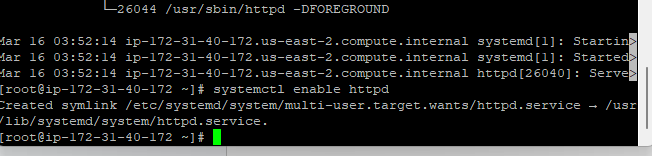 └─26044 /usr/sbin/httpd -DFOREGROUND
Mar 16 03:52:14 ip-172-31-40-172.us-east-2.compute.internal systemd[1]: Startin>
Mar 16 03:52:14 ip-172-31-40-172.us-east-2.compute.internal systemd[1]: Started>
Mar 16 03:52:14 ip-172-31-40-172.us-east-2.compute.internal httpd[26040]: Serve>
[root@ip-172-31-40-172 ~]# systemctl enable httpd
Created symlink /etc/systemd/system/multi-user.target.wants/httpd.service → /usr
/lib/systemd/system/httpd.service.
[root@ip-172-31-40-172 ~]#